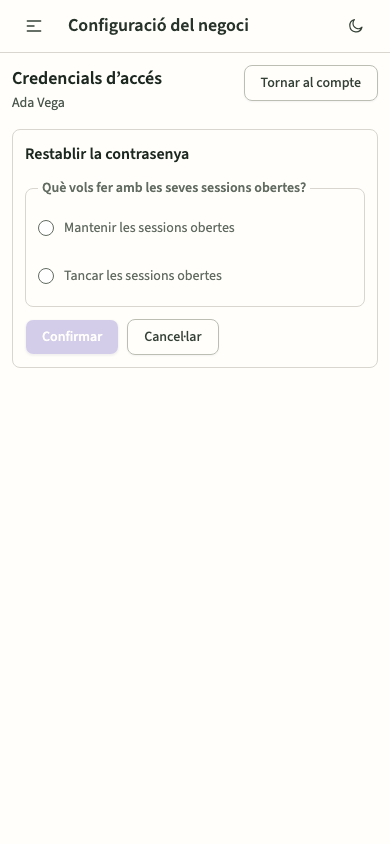 Configuració del negoci
Credencials d’accés
Tornar al compte
Ada Vega
Restablir la contrasenya
Què vols fer amb les seves sessions obertes?
Mantenir les sessions obertes
Tancar les sessions obertes
Confirmar
Cancel·lar